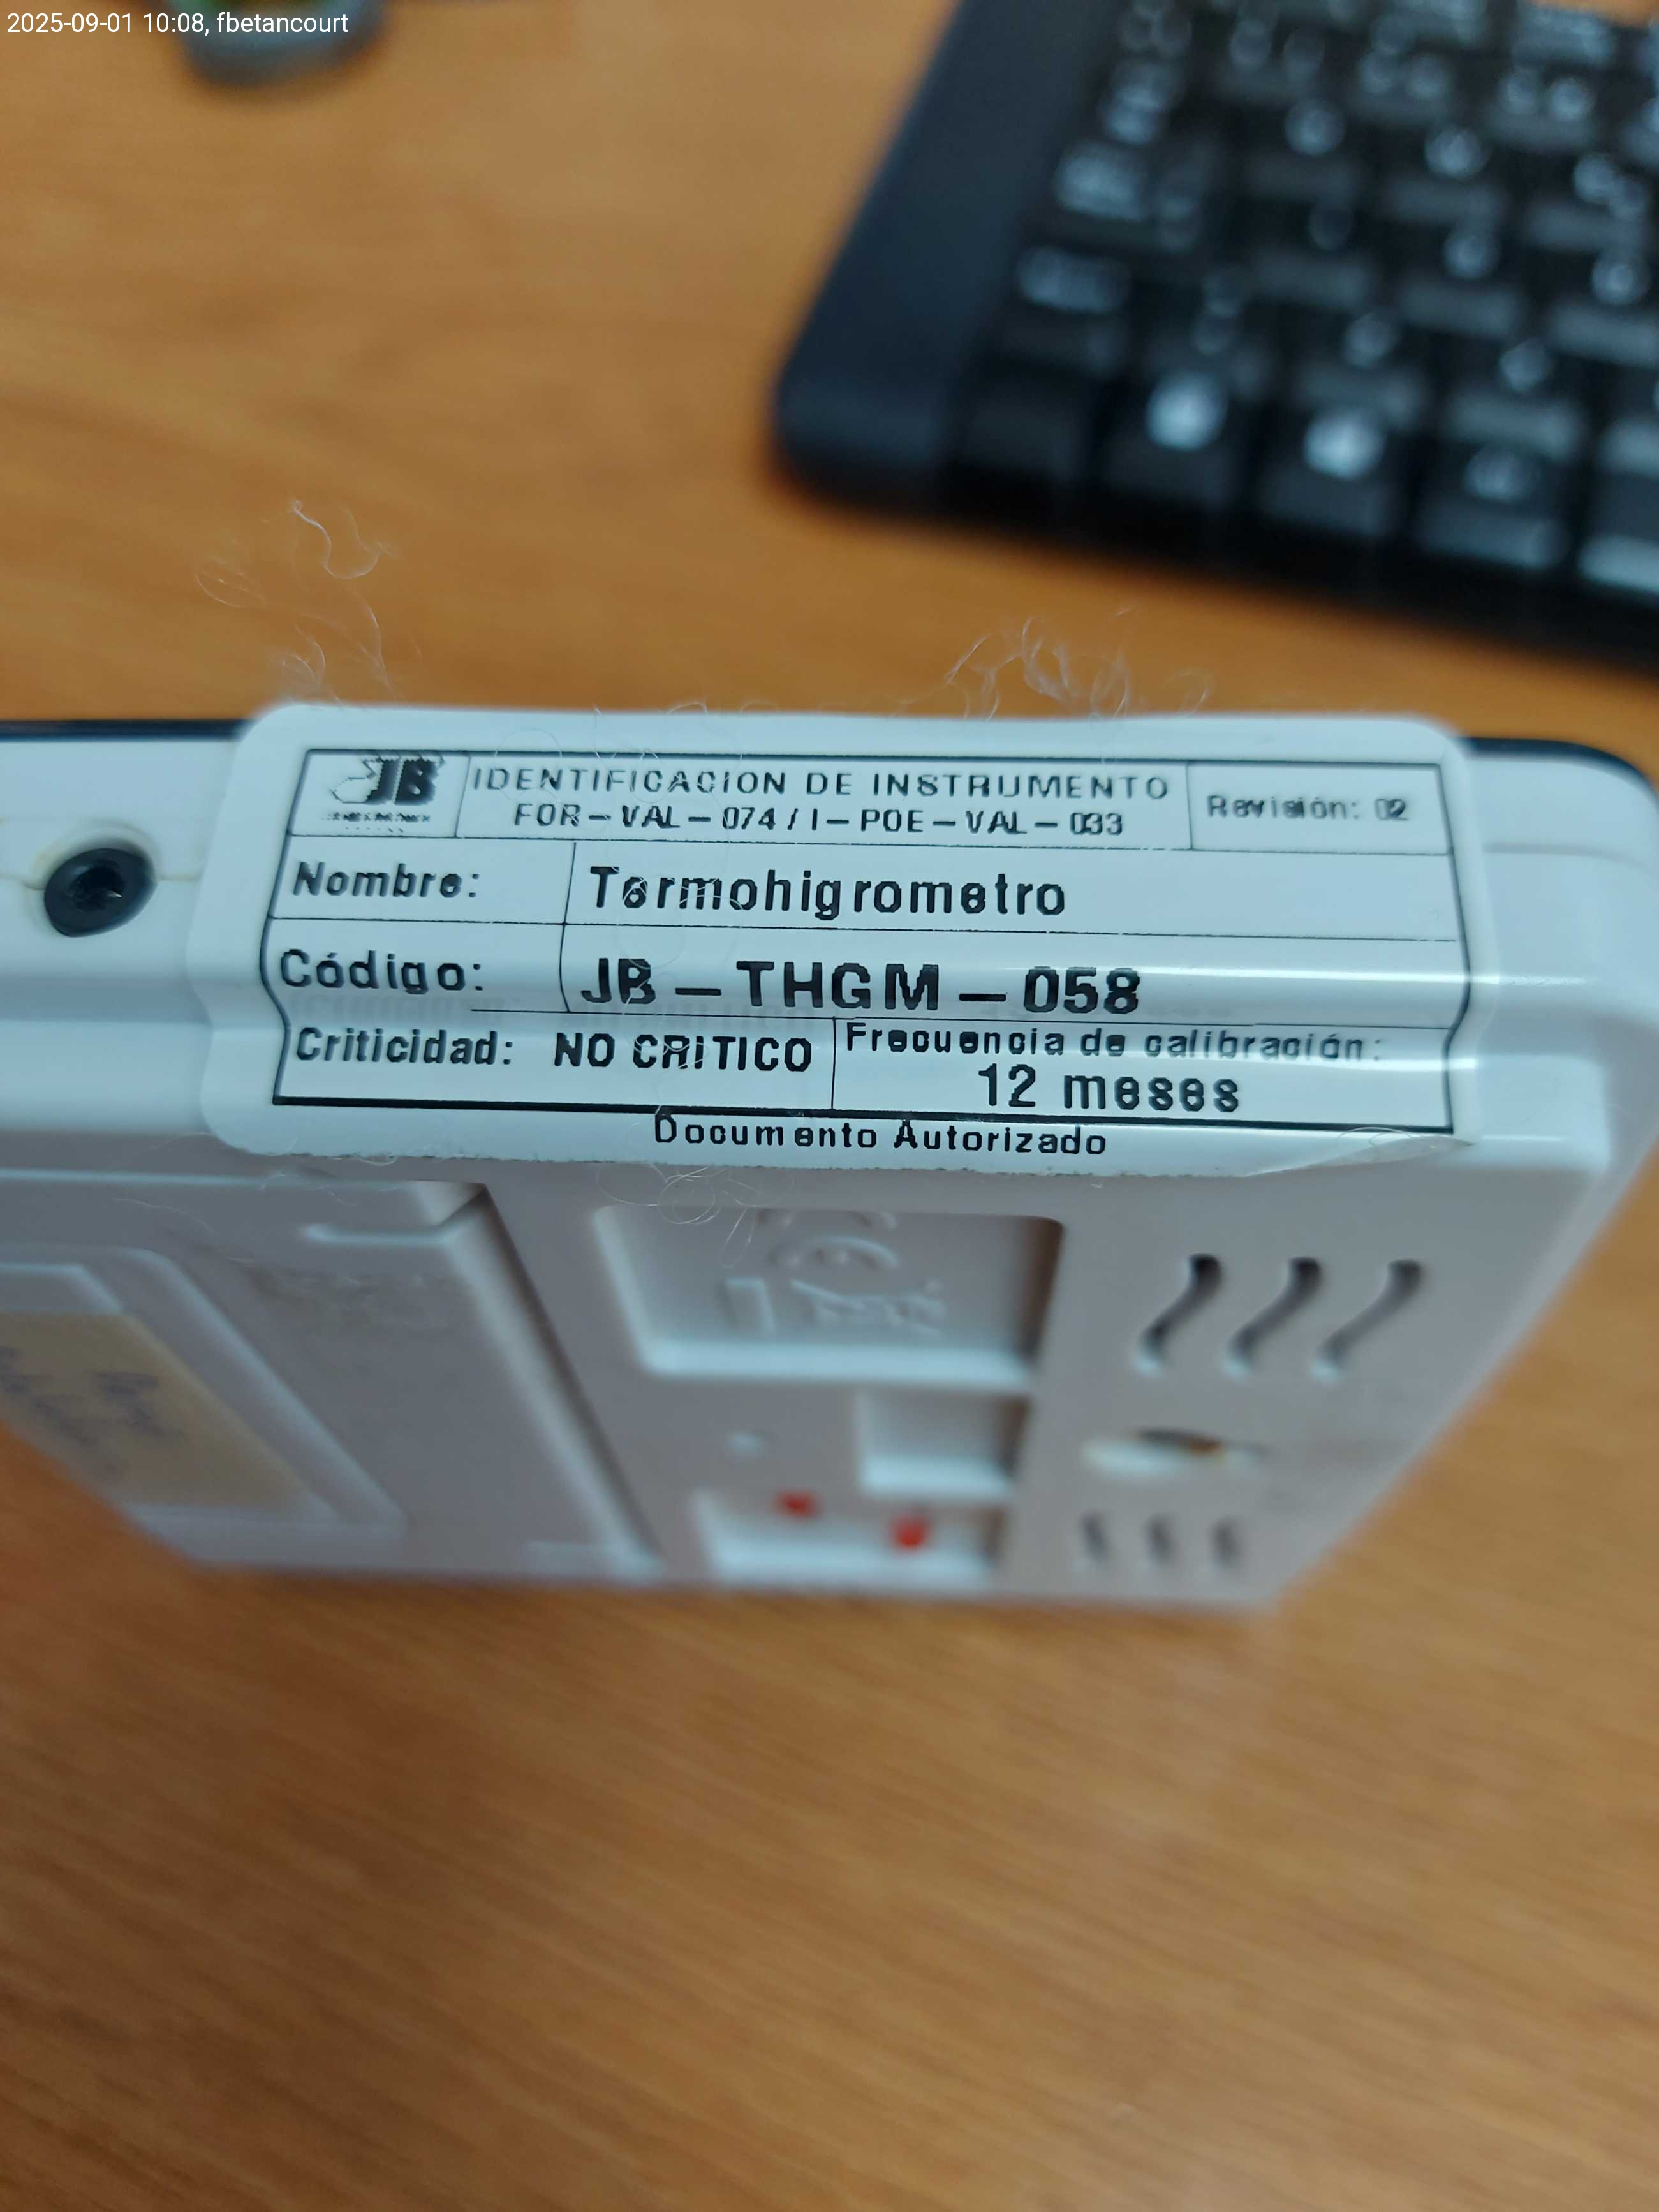 2025-09-01 10:08, fbetancourt
JB
IDENTIFICACION DE INSTRUMENTO
FOR-VAL-074 / I-POE-VAL-033
Revisión: 02
Nombre: Termohigrometro
Código: JB-THGM-058
Criticidad: NO CRITICO
Frecuencia de calibración:
12 meses
Documento Autorizado